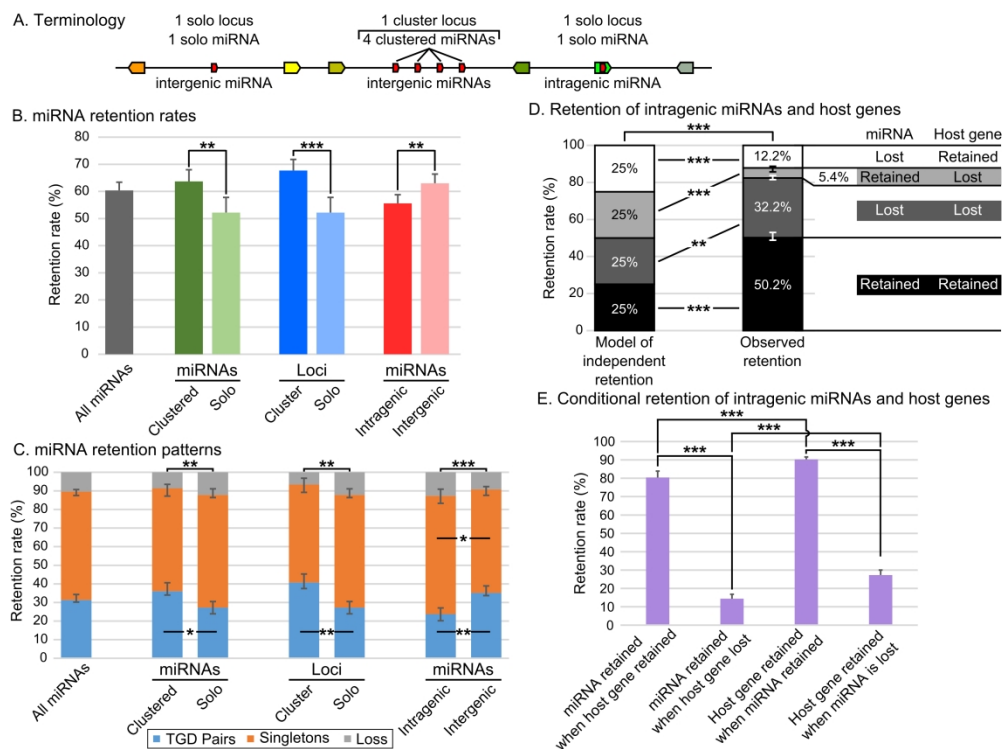 A. Terminology
1 solo locus
1 solo miRNA
1 cluster locus
4 clustered miRNAs
1 solo locus
1 solo miRNA
intergenic miRNA
intergenic miRNAs
intragenic miRNA
B. miRNA retention rates
Retention rate (%)
80
70
60
50
40
30
20
10
0
**
***
**
All miRNAs
Clustered
Solo
miRNAs
Cluster
Solo
Loci
Intragenic
Intergenic
miRNAs
C. miRNA retention patterns
Retention rate (%)
100
90
80
70
60
50
40
30
20
10
0
**
**
***
*
*
**
**
All miRNAs
Clustered
Solo
miRNAs
Cluster
Solo
Loci
Intragenic
Intergenic
miRNAs
TGD Pairs
Singletons
Loss
D. Retention of intragenic miRNAs and host genes
Retention rate (%)
100
80
60
40
20
0
***
25%
25%
25%
25%
***
***
**
***
12.2%
5.4%
32.2%
50.2%
miRNA
Host gene
Lost
Retained
Retained
Lost
Lost
Lost
Retained
Retained
Model of
independent
retention
Observed
retention
E. Conditional retention of intragenic miRNAs and host genes
Retention rate (%)
100
90
80
70
60
50
40
30
20
10
0
***
***
***
***
miRNA retained
when host gene retained
miRNA retained
when host gene lost
Host gene retained
when miRNA retained
Host gene retained
when miRNA is lost